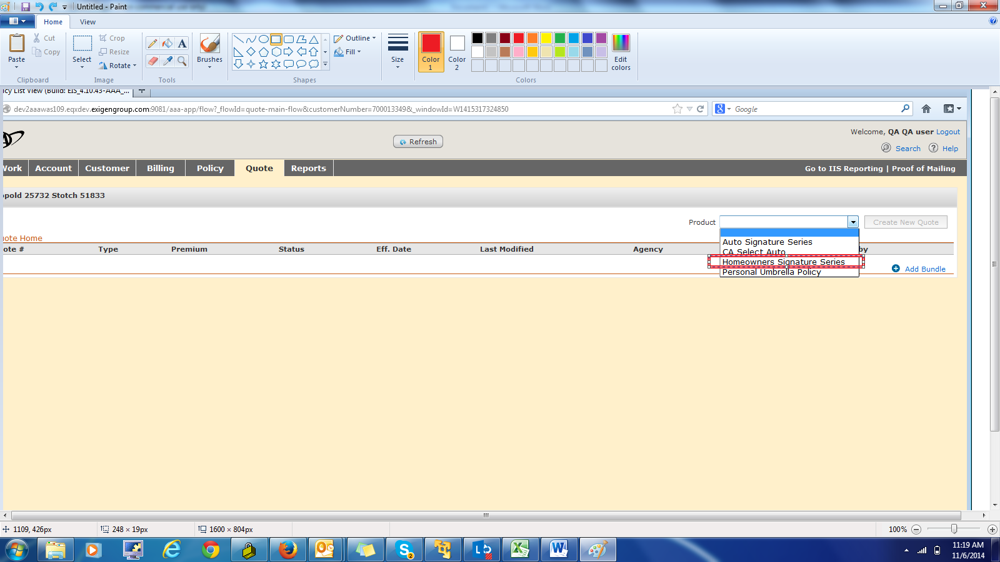 Untitled - Paint
Home
View
Paste
Cut
Copy
Clipboard
Select
Crop
Resize
Rotate
Image
A
Tools
Brushes
Outline
Fill
Shapes
Size
Color 1
Color 2
Edit colors
Colors
icy List View (Build: EIS_4.10.43-AAA_...
dev2aaawas109.eqxdev.exigengroup.com:9081/aaa-app/flow?_flowId=quote-main-flow&customerNumber=700013349&_windowId=W1415317324850
Google
Refresh
Welcome, QA QA user Logout
Search
Help
Work
Account
Customer
Billing
Policy
Quote
Reports
Go to IIS Reporting | Proof of Mailing
opold 25732 Stotch 51833
Product
Create New Quote
uote Home
ote #
Type
Premium
Status
Eff. Date
Last Modified
Agency
by
Auto Signature Series
CA Select Auto
Homeowners Signature Series
Personal Umbrella Policy
Add Bundle
1109, 426px
248 × 19px
1600 × 804px
100%
11:19 AM
11/6/2014